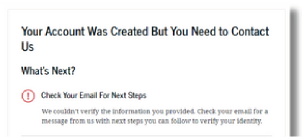 Your Account Was Created But You Need to Contact
Us
What's Next?
Check Your Email For Next Steps
We couldn't verify the information you provided. Check your email for a
message from us with next steps you can follow to verify your identity.